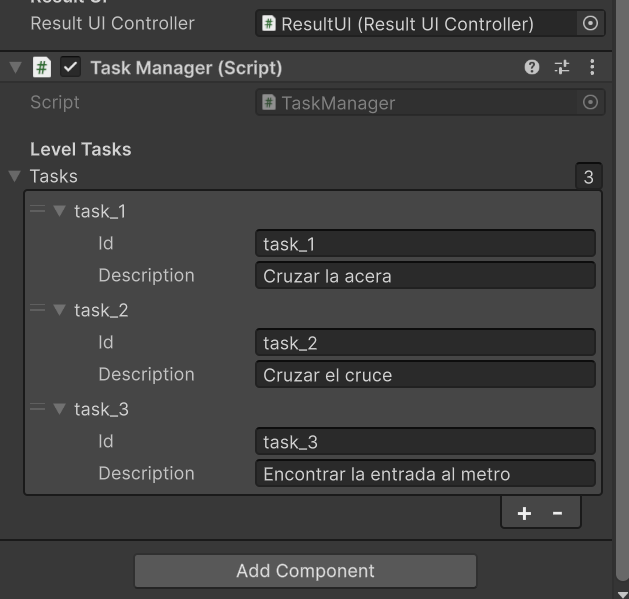 Result UI
Result UI Controller
# ResultUI (Result UI Controller)
# Task Manager (Script)
Script
# TaskManager
Level Tasks
Tasks
3
task_1
Id
task_1
Description
Cruzar la acera
task_2
Id
task_2
Description
Cruzar el cruce
task_3
Id
task_3
Description
Encontrar la entrada al metro
+ -
Add Component